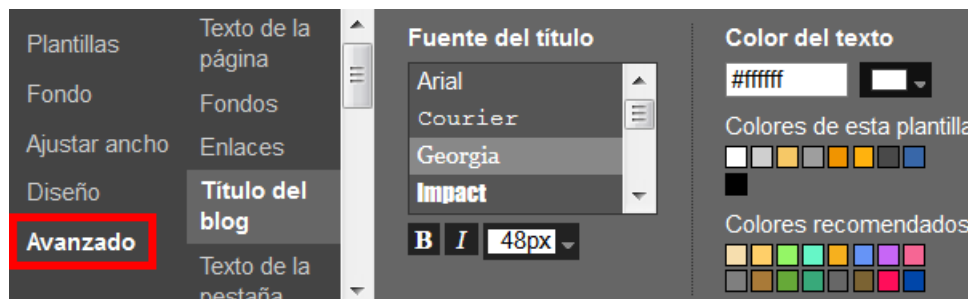 Plantillas
Fondo
Ajustar ancho
Diseño
Avanzado
Texto de la
página
Fondos
Enlaces
Título del
blog
Texto de la
pestaña
Fuente del título
Arial
Courier
Georgia
Impact
B I 48px
Color del texto
#ffffff
Colores de esta plantilla
Colores recomendados